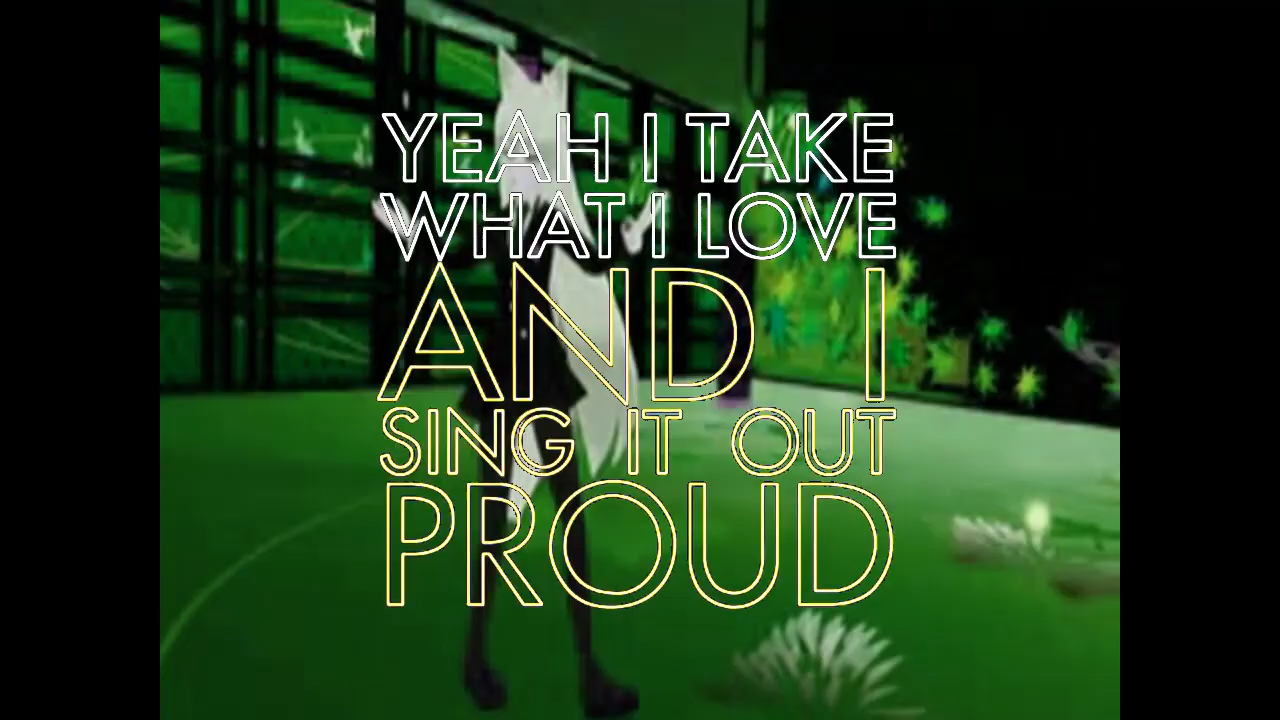 YEAH I TAKE
WHAT I LOVE
AND I
SING IT OUT
PROUD